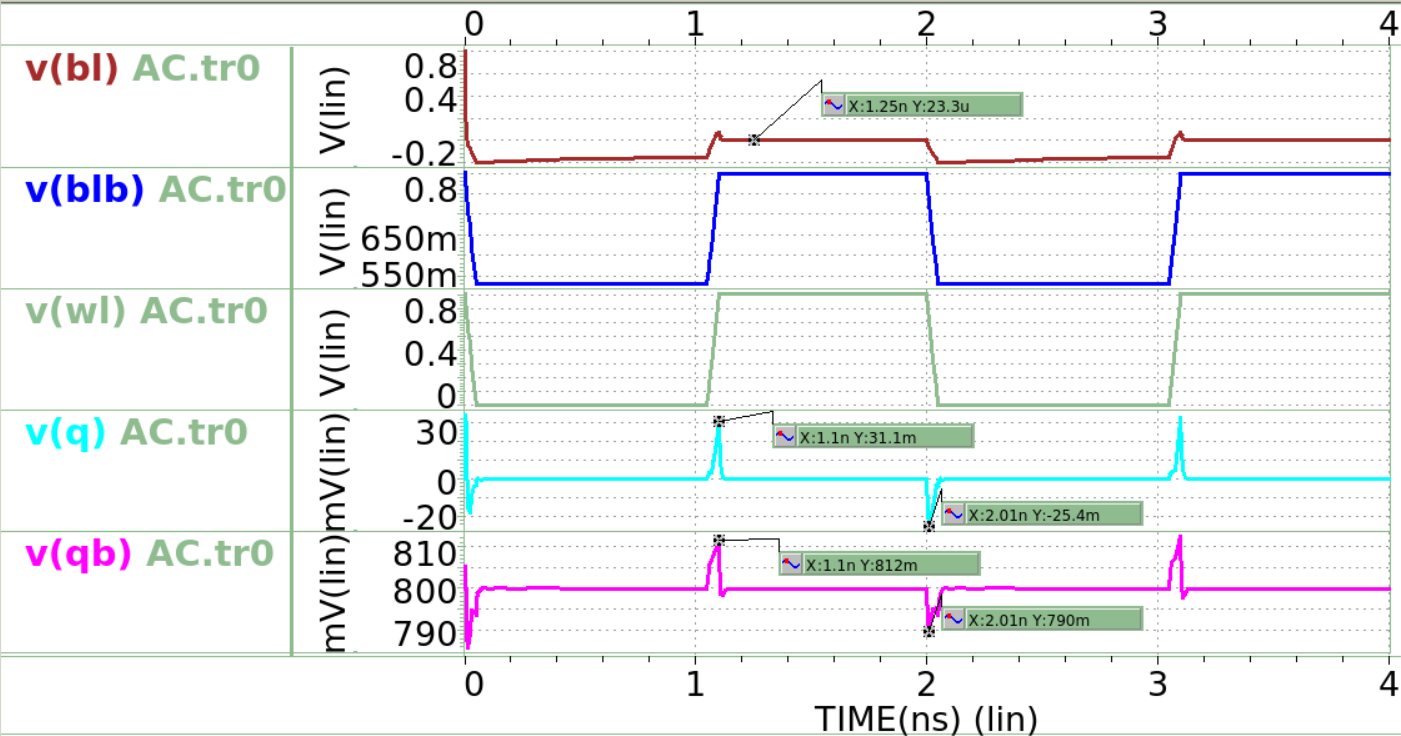 0 1 2 3 4
v(bl) AC.tr0
V(lin)
0.8
0.4
-0.2
X:1.25n Y:23.3u
v(blb) AC.tr0
V(lin)
0.8
650m
550m
v(wl) AC.tr0
V(lin)
0.8
0.4
0
v(q) AC.tr0
mV(lin)
30
0
-20
X:1.1n Y:31.1m
X:2.01n Y:-25.4m
v(qb) AC.tr0
mV(lin)
810
800
790
X:1.1n Y:812m
X:2.01n Y:790m
0 1 2 3 4
TIME(ns) (lin)